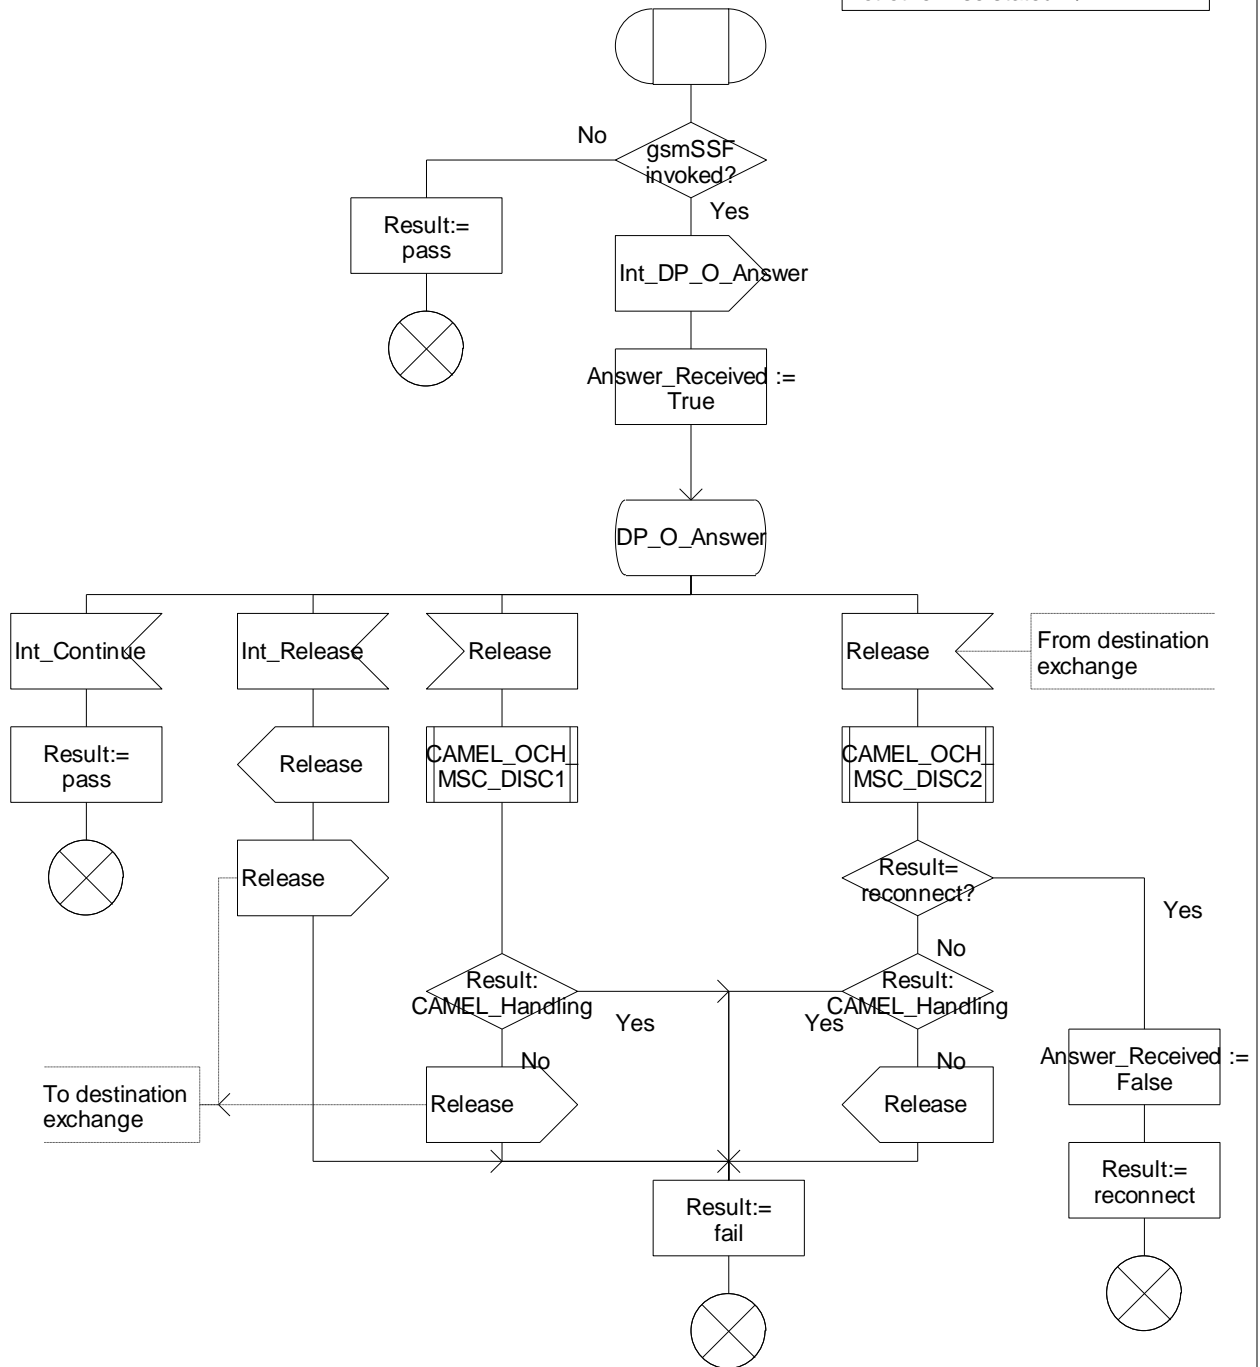 No
gsmSSF
invoked?
Yes
Result:=
pass
Int_DP_O_Answer
Answer_Received :=
True
DP_O_Answer
Int_Continue
Int_Release
Release
Release
From destination
exchange
Result:=
pass
Release
CAMEL_OCH_
MSC_DISC1
CAMEL_OCH_
MSC_DISC2
Release
Result=
reconnect?
Yes
No
Result:
CAMEL_Handling
Yes
Result:
CAMEL_Handling
Yes
No
No
To destination
exchange
Release
Release
Answer_Received :=
False
Result:=
fail
Result:=
reconnect